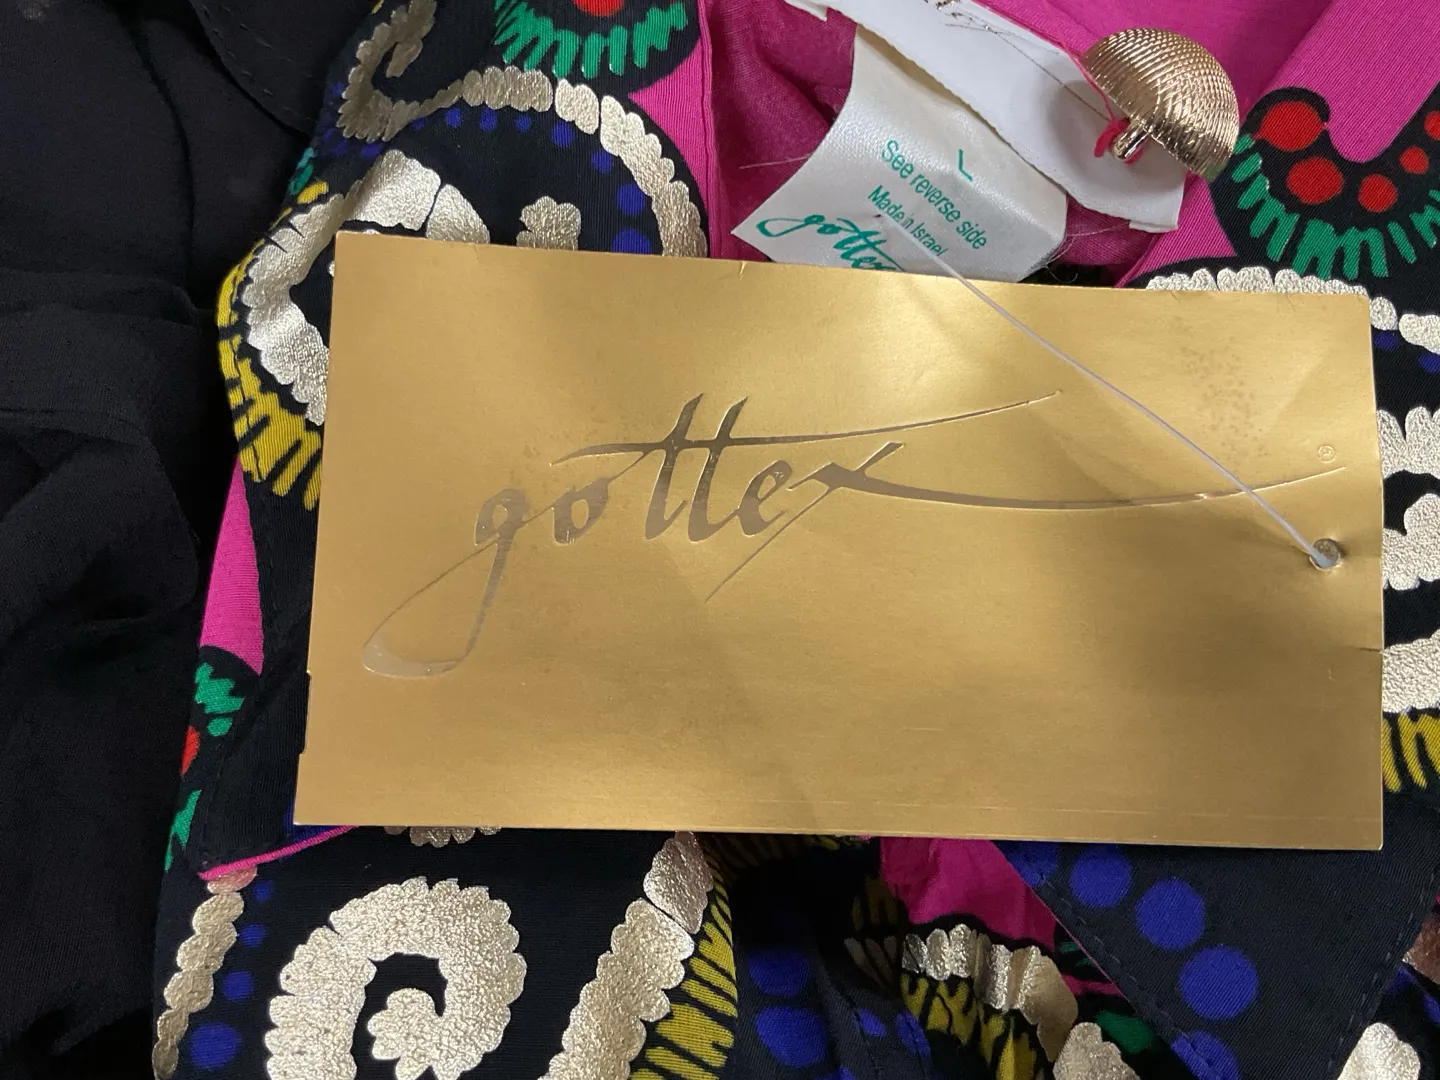 L
See reverse side
Made in Israel
gottex
gottex ®